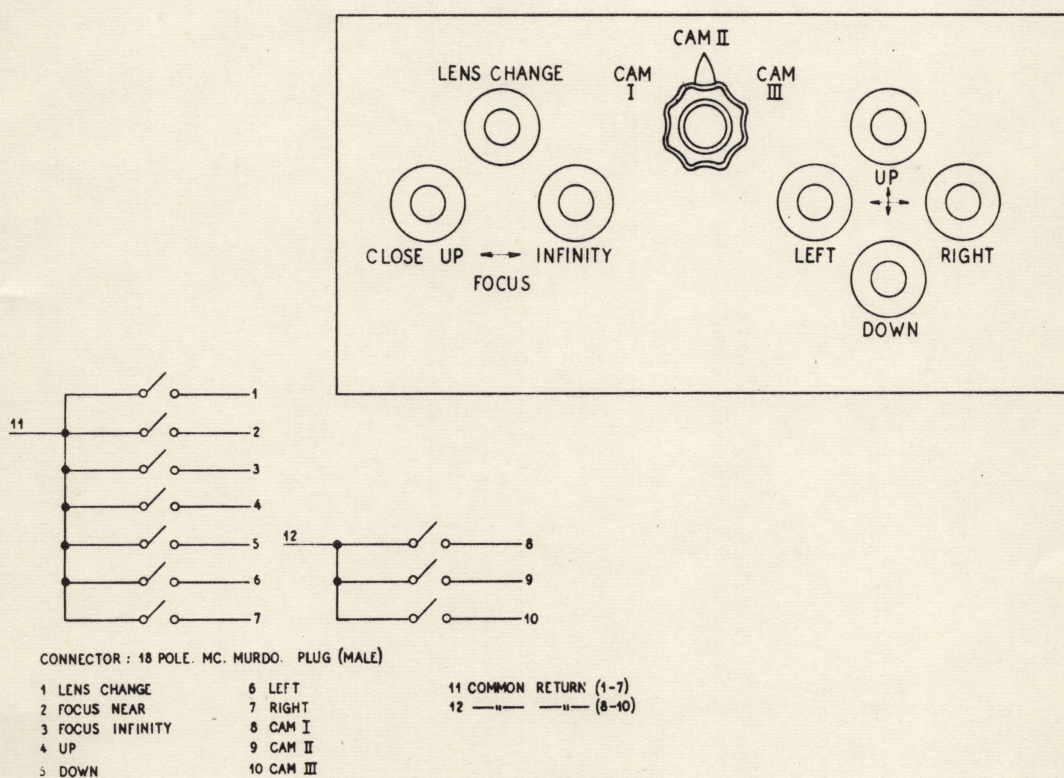 CAM II
LENS CHANGE
CAM I
CAM III
UP
CLOSE UP
INFINITY
LEFT
RIGHT
FOCUS
DOWN
1
11
2
3
4
5
6
7
12
8
9
10
CONNECTOR : 18 POLE. MC. MURDO. PLUG (MALE)
1 LENS CHANGE
2 FOCUS NEAR
3 FOCUS INFINITY
4 UP
5 DOWN
6 LEFT
7 RIGHT
8 CAM I
9 CAM II
10 CAM III
11 COMMON RETURN (1-7)
12 —"— —"— (8-10)